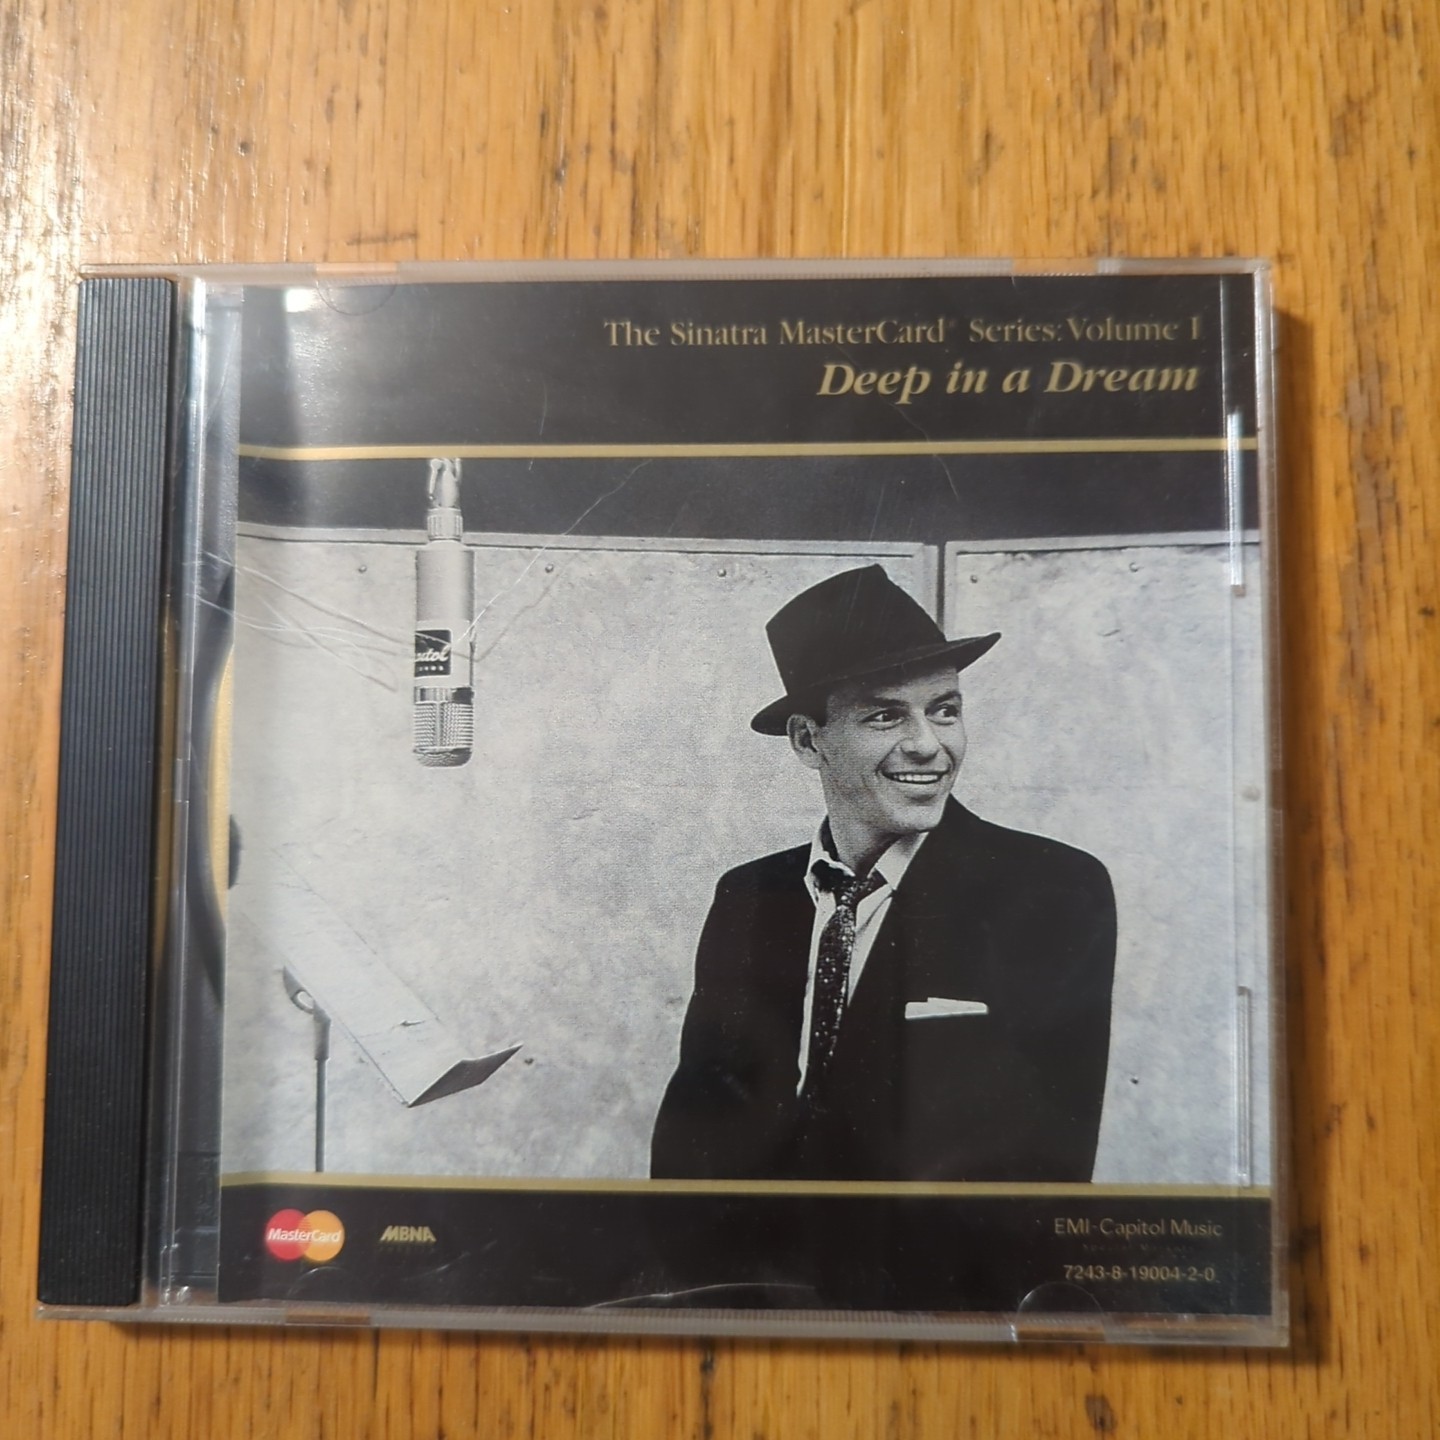 The Sinatra MasterCard® Series: Volume I
Deep in a Dream
MasterCard
MBNA
EMI-Capitol Music
7243-8-19004-2-0